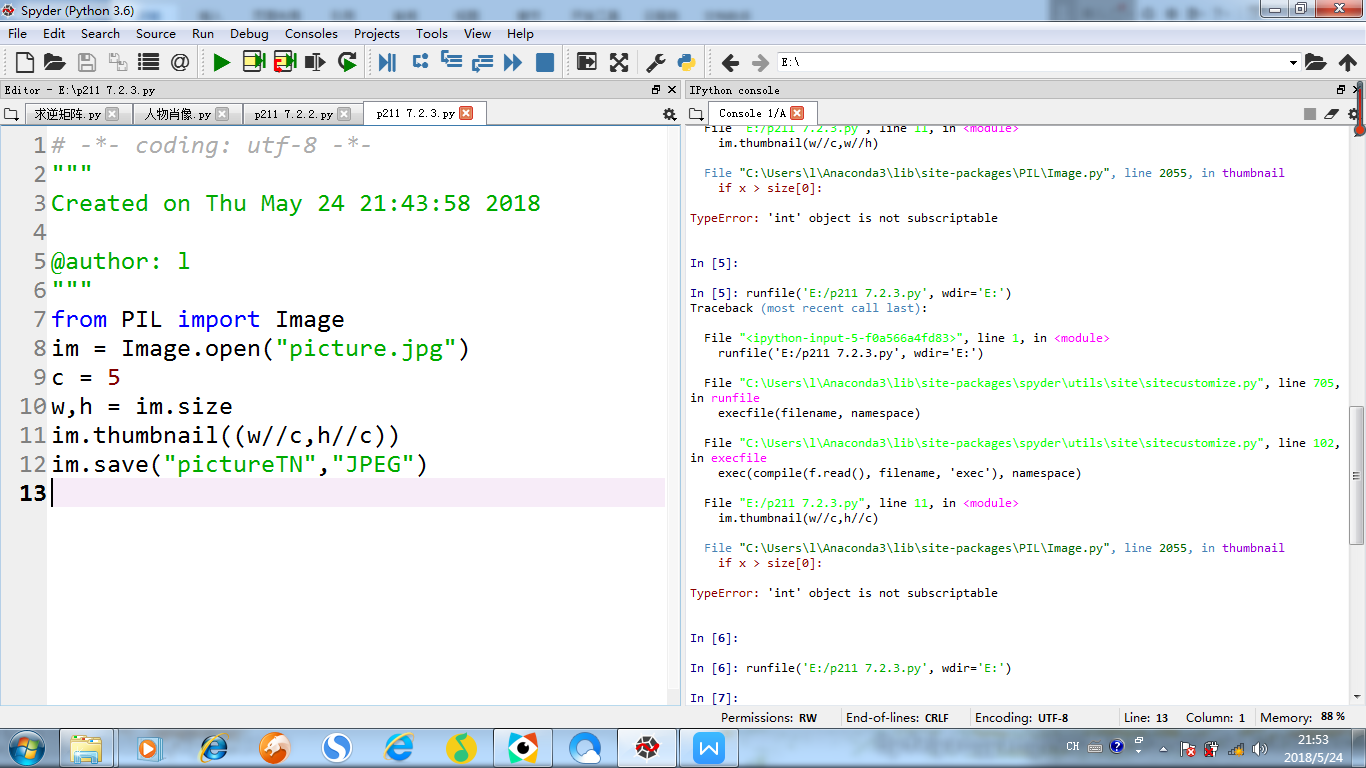 Spyder (Python 3.6)
File Edit Search Source Run Debug Consoles Projects Tools View Help
E:\
Editor - E:\p211 7.2.3.py
求逆矩阵.py 人物肖像.py p211 7.2.2.py p211 7.2.3.py
1 # -*- coding: utf-8 -*-
2 """
3 Created on Thu May 24 21:43:58 2018
4
5 @author: l
6 """
7 from PIL import Image
8 im = Image.open("picture.jpg")
9 c = 5
10 w,h = im.size
11 im.thumbnail((w//c,h//c))
12 im.save("pictureTN","JPEG")
13
IPython console
Console 1/A
File "E:/p211 7.2.3.py", line 11, in <module>
im.thumbnail(w//c,w//h)
File "C:\Users\l\Anaconda3\lib\site-packages\PIL\Image.py", line 2055, in thumbnail
if x > size[0]:
TypeError: 'int' object is not subscriptable
In [5]:
In [5]: runfile('E:/p211 7.2.3.py', wdir='E:')
Traceback (most recent call last):
File "<ipython-input-5-f0a566a4fd83>", line 1, in <module>
runfile('E:/p211 7.2.3.py', wdir='E:')
File "C:\Users\l\Anaconda3\lib\site-packages\spyder\utils\site\sitecustomize.py", line 705,
in runfile
execfile(filename, namespace)
File "C:\Users\l\Anaconda3\lib\site-packages\spyder\utils\site\sitecustomize.py", line 102,
in execfile
exec(compile(f.read(), filename, 'exec'), namespace)
File "E:/p211 7.2.3.py", line 11, in <module>
im.thumbnail(w//c,h//c)
File "C:\Users\l\Anaconda3\lib\site-packages\PIL\Image.py", line 2055, in thumbnail
if x > size[0]:
TypeError: 'int' object is not subscriptable
In [6]:
In [6]: runfile('E:/p211 7.2.3.py', wdir='E:')
In [7]:
Permissions: RW End-of-lines: CRLF Encoding: UTF-8 Line: 13 Column: 1 Memory: 88 %
CH
21:53
2018/5/24